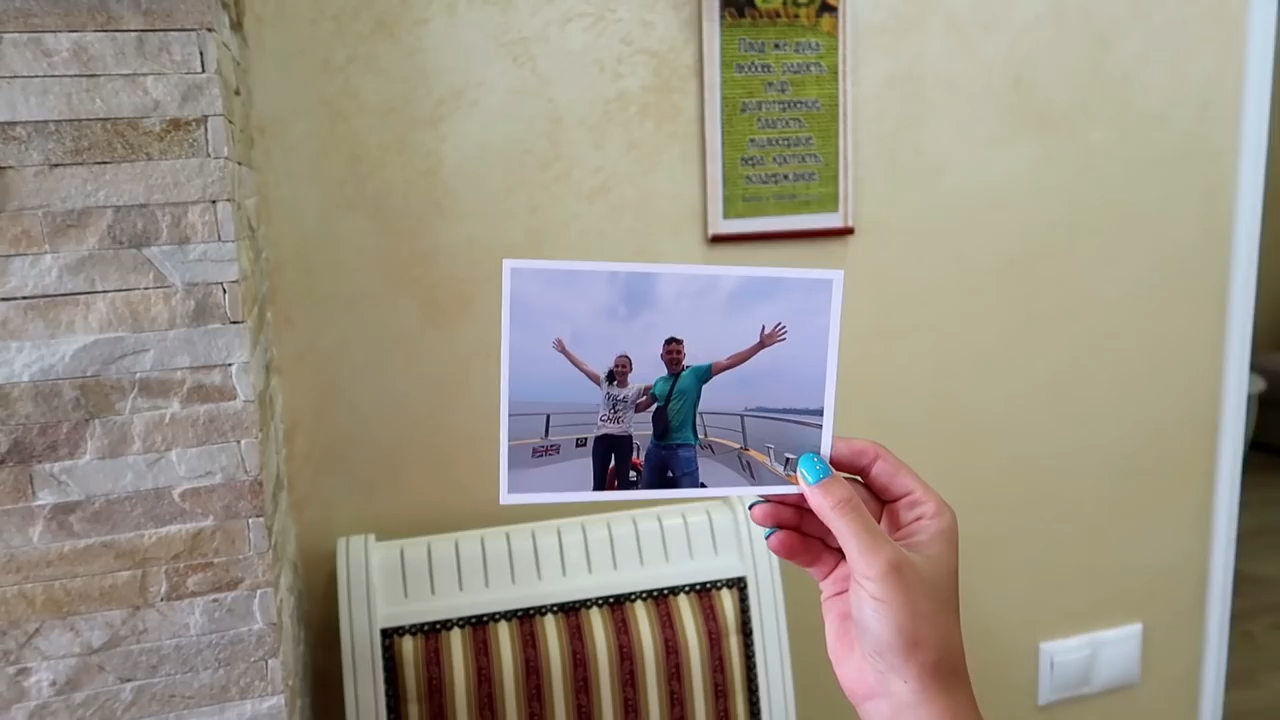 Плод же духа:
любовь, радость,
мир,
долготерпение,
благость,
милосердие,
вера, кротость,
воздержание.
NICE
&
CHIC